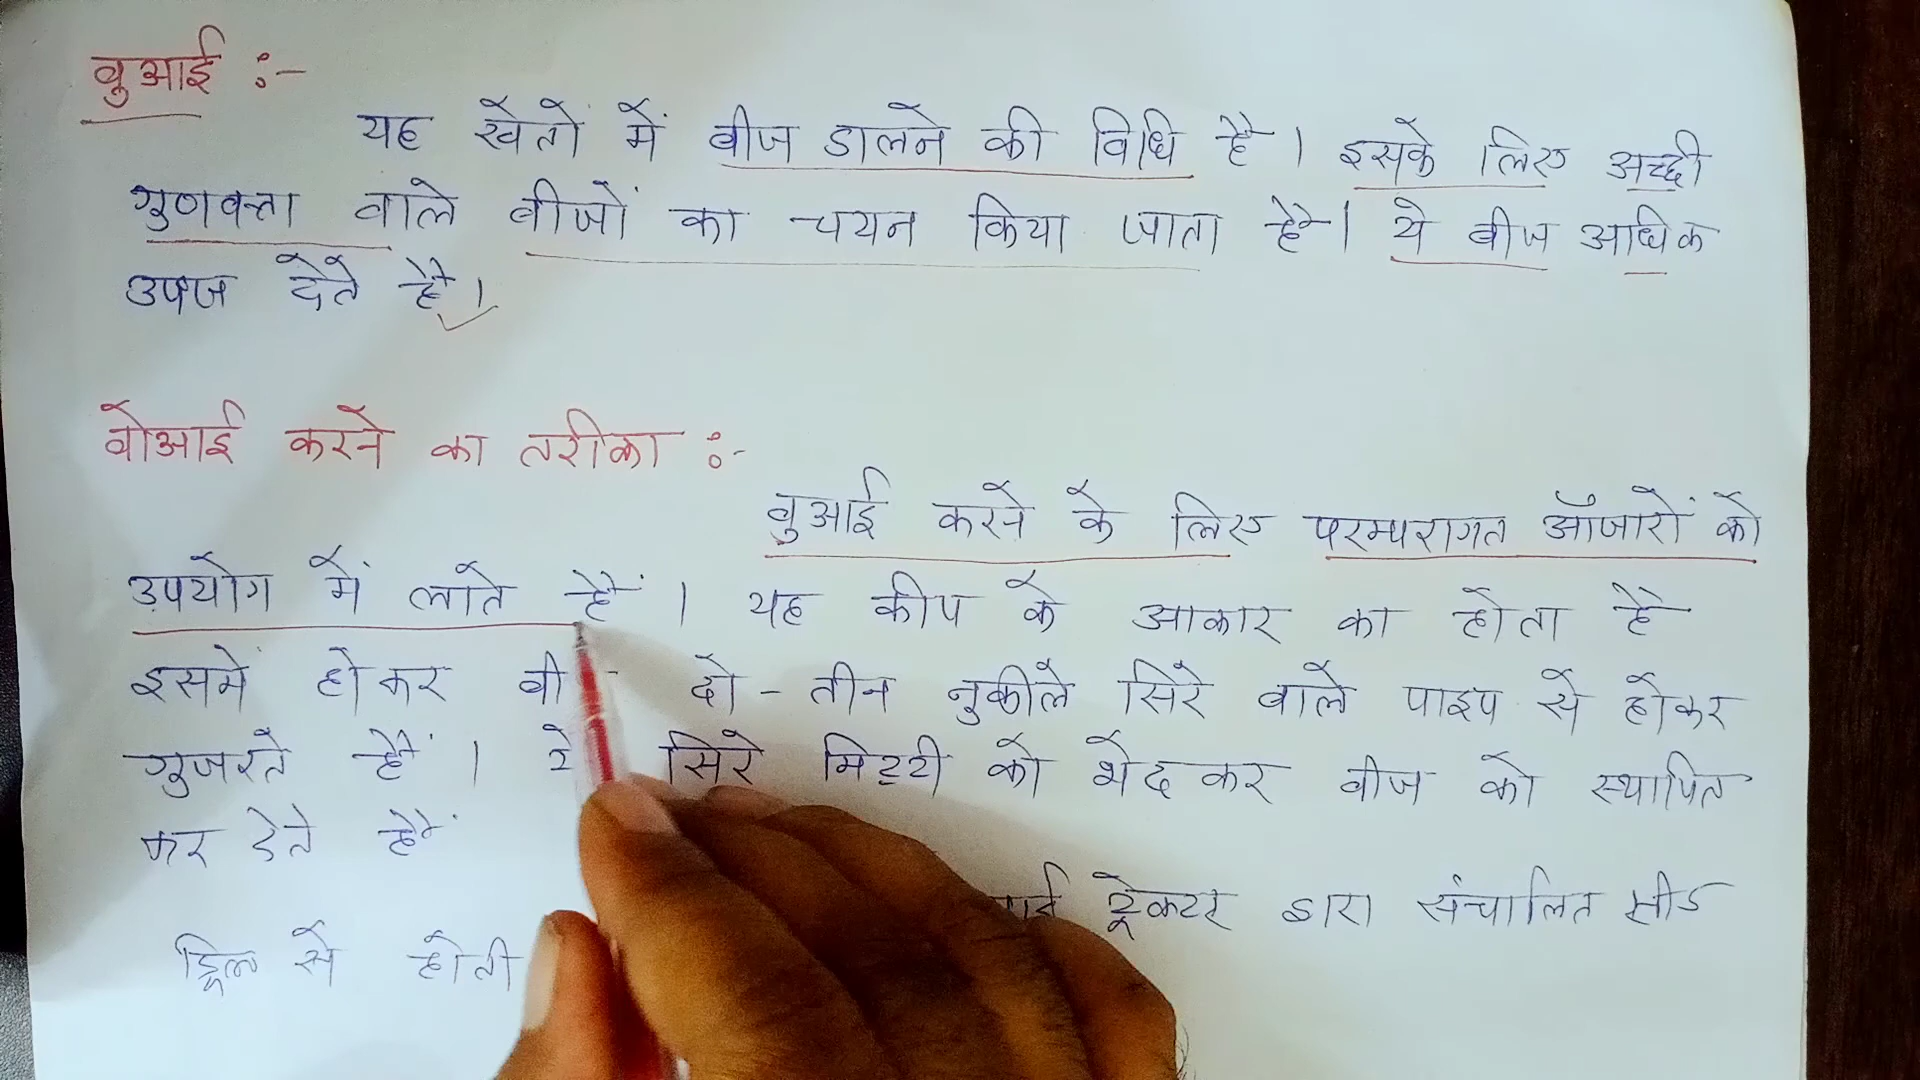 बुआई :-
यह खेतों में बीज डालने की विधि है । इसके लिए अच्छी
गुणवत्ता वाले बीजों का चयन किया जाता है । ये बीज अधिक
उपज देते है ।
बोआई करने का तरीका :-
बुआई करने के लिए परम्परागत औजारों को
उपयोग में लाते हैं । यह कीप के आकार का होता है
इसमें होकर दो - तीन नुकीले सिरे वाले पाइप से होकर
गुजरते हैं । सिरे मिट्टी को भेदकर बीज को स्थापित
कर देते हैं
ट्रेक्टर द्वारा संचालित सीड
ड्रिल से होती